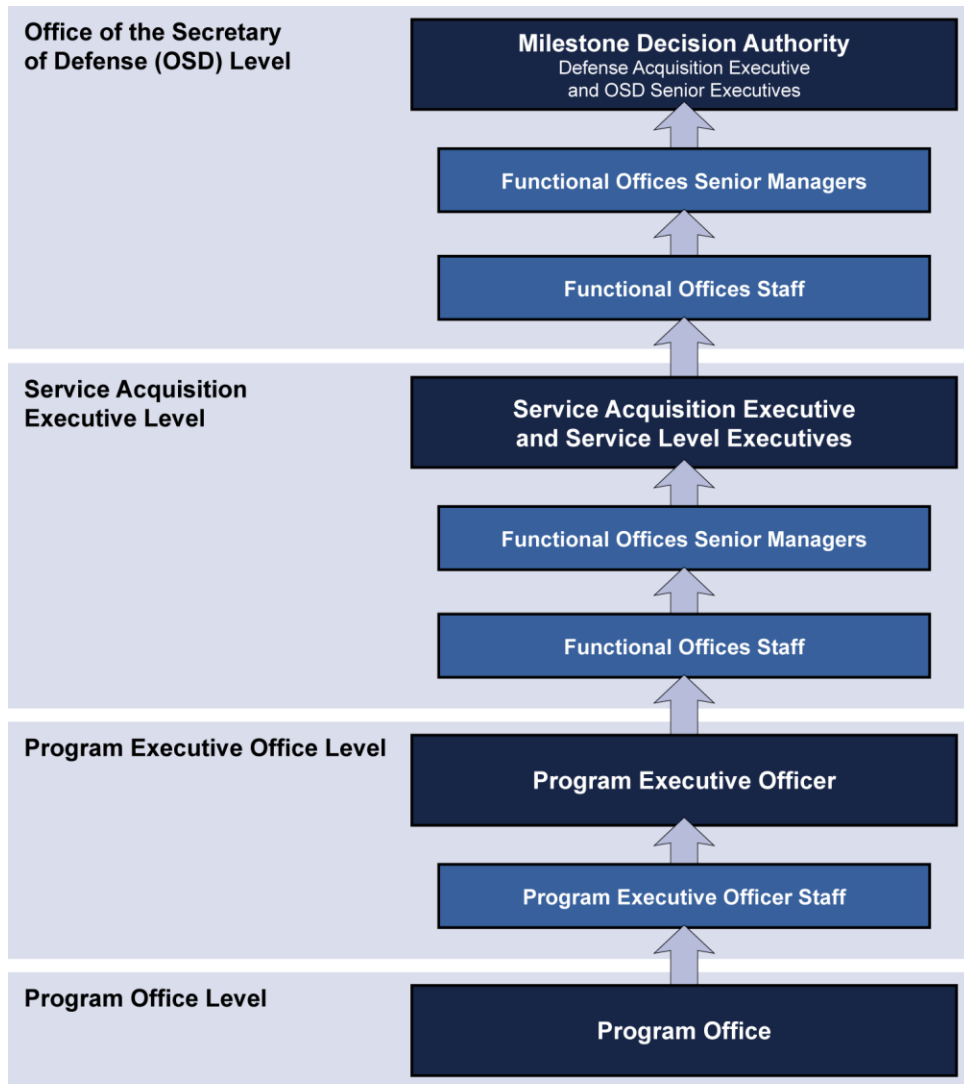 Office of the Secretary
of Defense (OSD) Level
Milestone Decision Authority
Defense Acquisition Executive
and OSD Senior Executives
Functional Offices Senior Managers
Functional Offices Staff
Service Acquisition
Executive Level
Service Acquisition Executive
and Service Level Executives
Functional Offices Senior Managers
Functional Offices Staff
Program Executive Office Level
Program Executive Officer
Program Executive Officer Staff
Program Office Level
Program Office